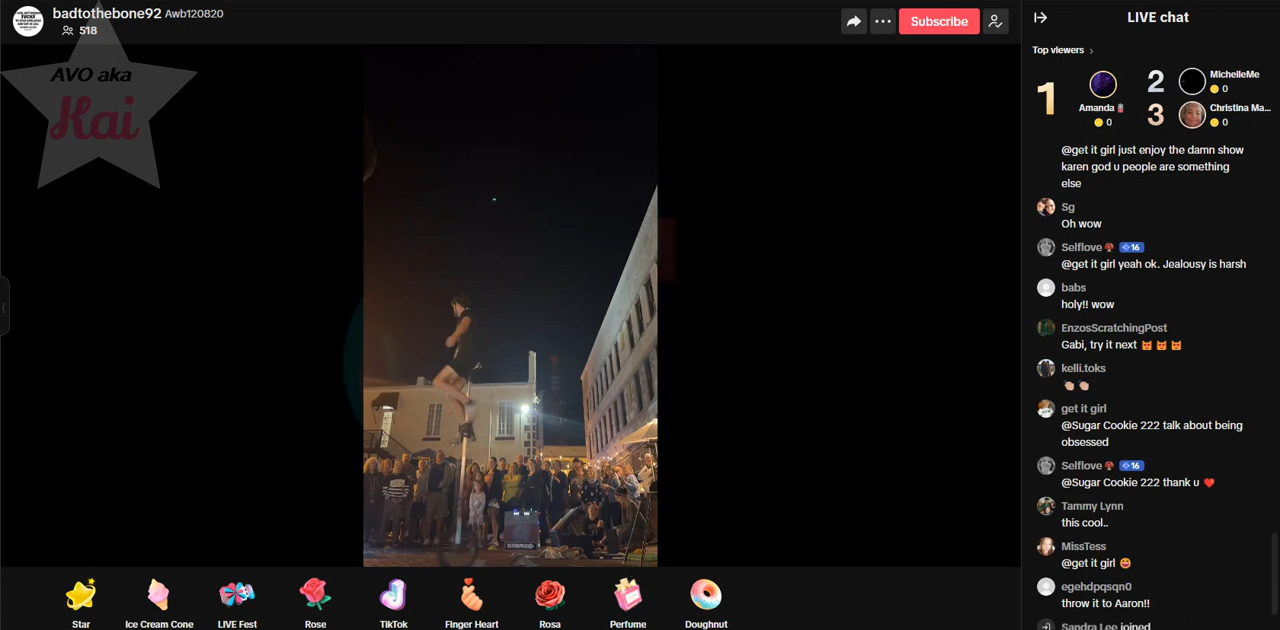 badtothebone92 Awb120820
518
Subscribe
AVO aka
Kai
LIVE chat
Top viewers
1
Amanda
0
2
MichelleMe
0
3
Christina Ma...
0
@get it girl just enjoy the damn show
karen god u people are something
else
Sg
Oh wow
Selflove 16
@get it girl yeah ok. Jealousy is harsh
babs
holy!! wow
EnzosScratchingPost
Gabi, try it next
kelli.toks
get it girl
@Sugar Cookie 222 talk about being
obsessed
Selflove 16
@Sugar Cookie 222 thank u
Tammy Lynn
this cool..
MissTess
@get it girl
egehdpqsqn0
throw it to Aaron!!
Sandra Lee joined
Star
Ice Cream Cone
LIVE Fest
Rose
TikTok
Finger Heart
Rosa
Perfume
Doughnut